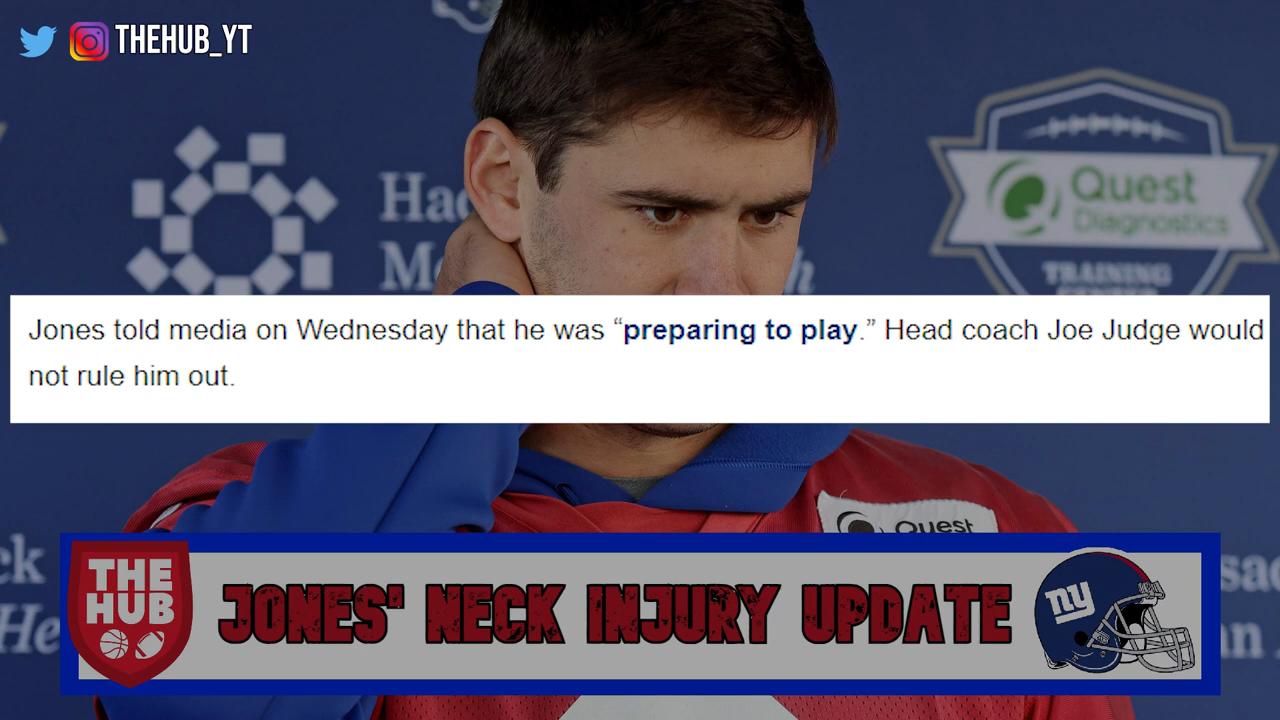 THEHUB_YT
Quest
Diagnostics
TRAINING
CENTER
Jones told media on Wednesday that he was “preparing to play.” Head coach Joe Judge would
not rule him out.
Quest
THE
HUB
JONES' NECK INJURY UPDATE
ny